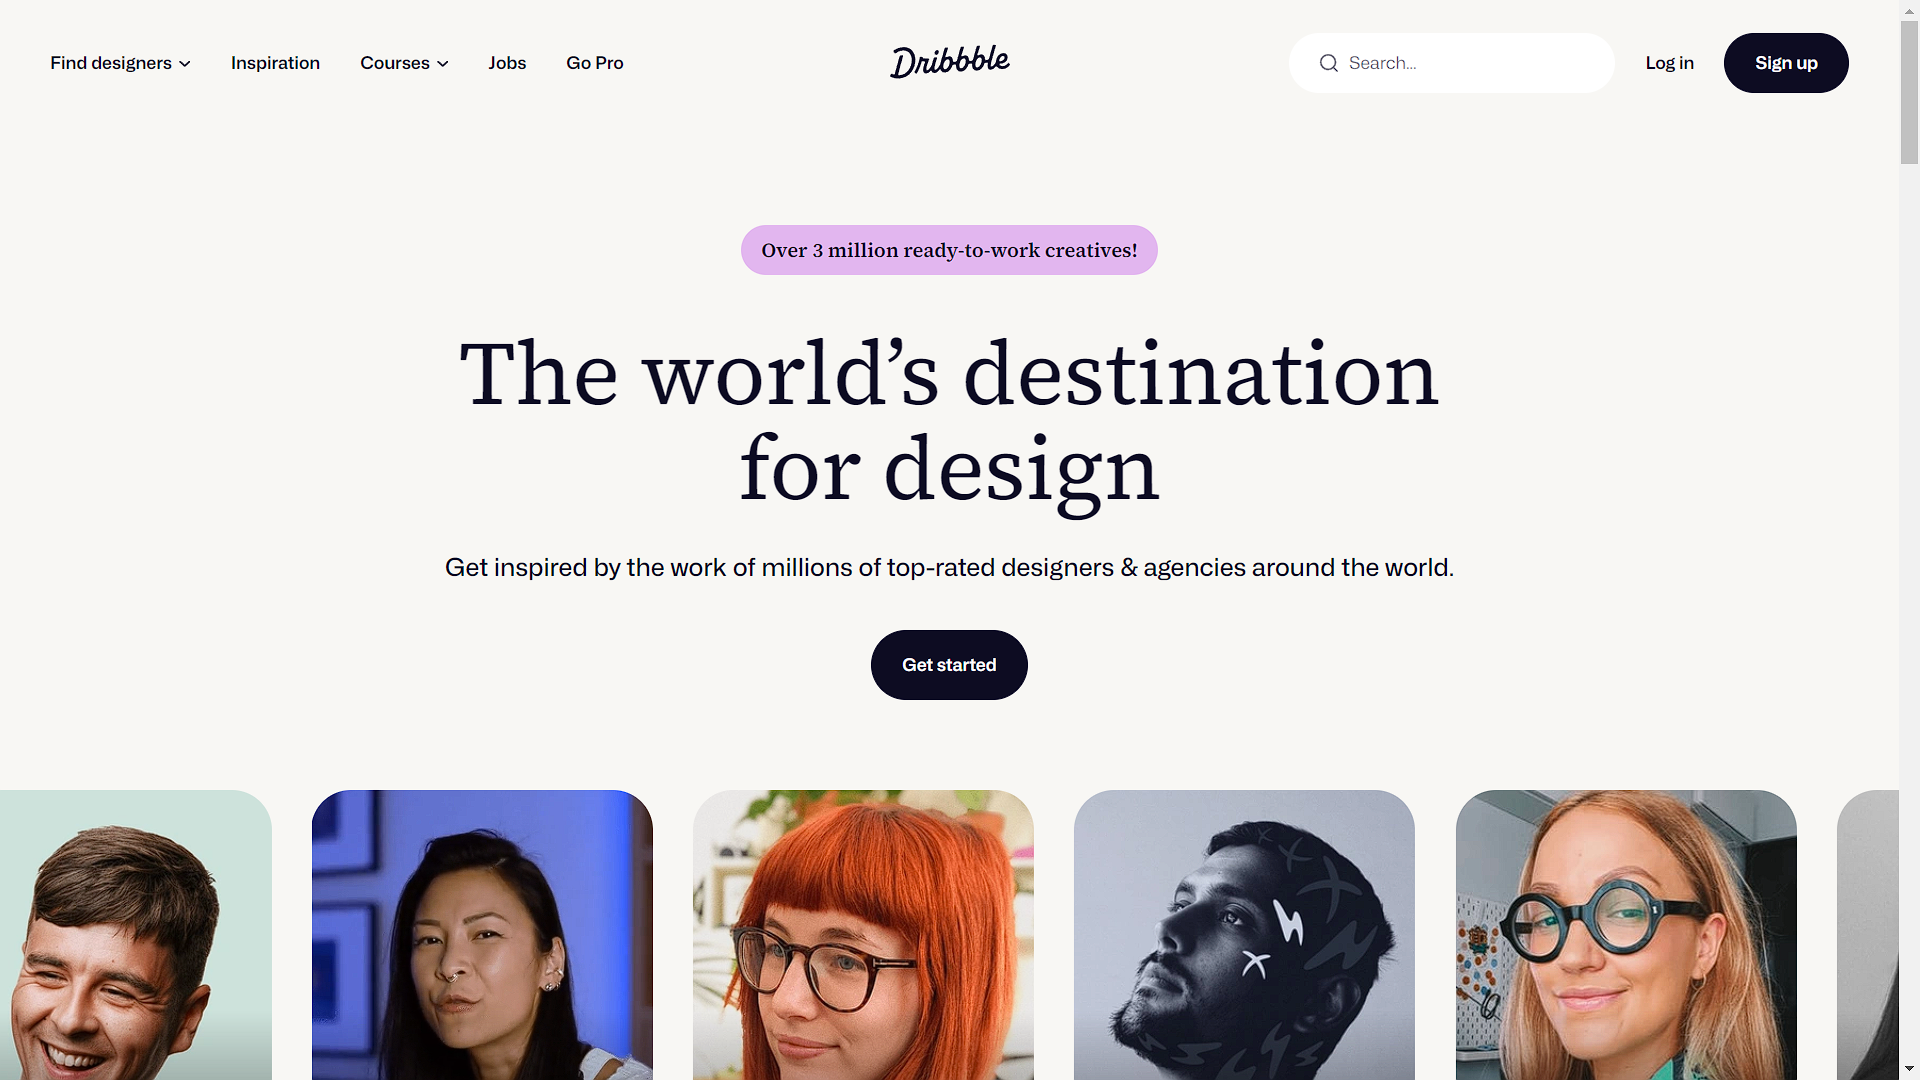 Find designers
Inspiration
Courses
Jobs
Go Pro
Dribbble
Search...
Log in
Sign up
Over 3 million ready-to-work creatives!
The world’s destination
for design
Get inspired by the work of millions of top-rated designers & agencies around the world.
Get started